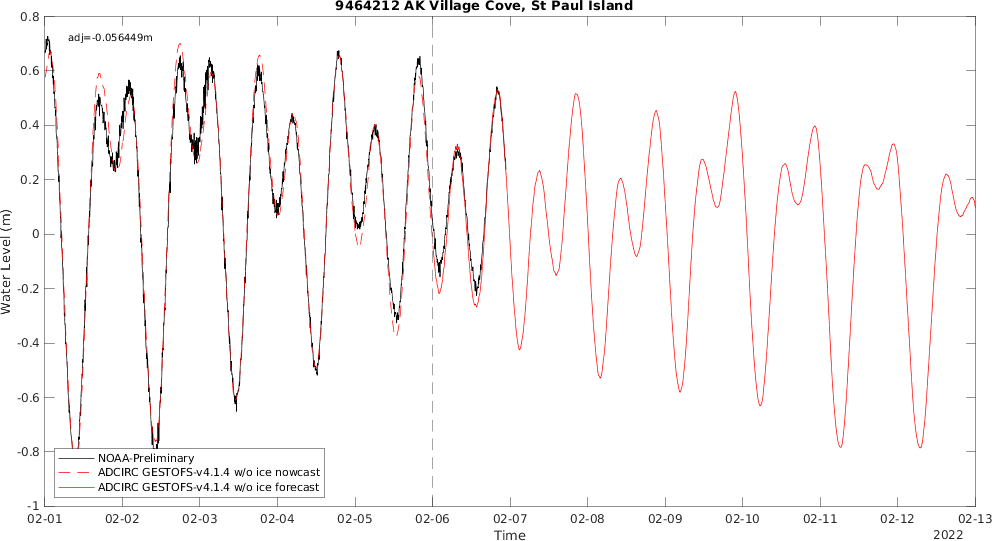 9464212 AK Village Cove, St Paul Island
adj=-0.056449m
0.8
0.6
0.4
0.2
0
-0.2
-0.4
-0.6
-0.8
-1
Water Level (m)
NOAA-Preliminary
ADCIRC GESTOFS-v4.1.4 w/o ice nowcast
ADCIRC GESTOFS-v4.1.4 w/o ice forecast
02-01 02-02 02-03 02-04 02-05 02-06 02-07 02-08 02-09 02-10 02-11 02-12 02-13
Time
2022